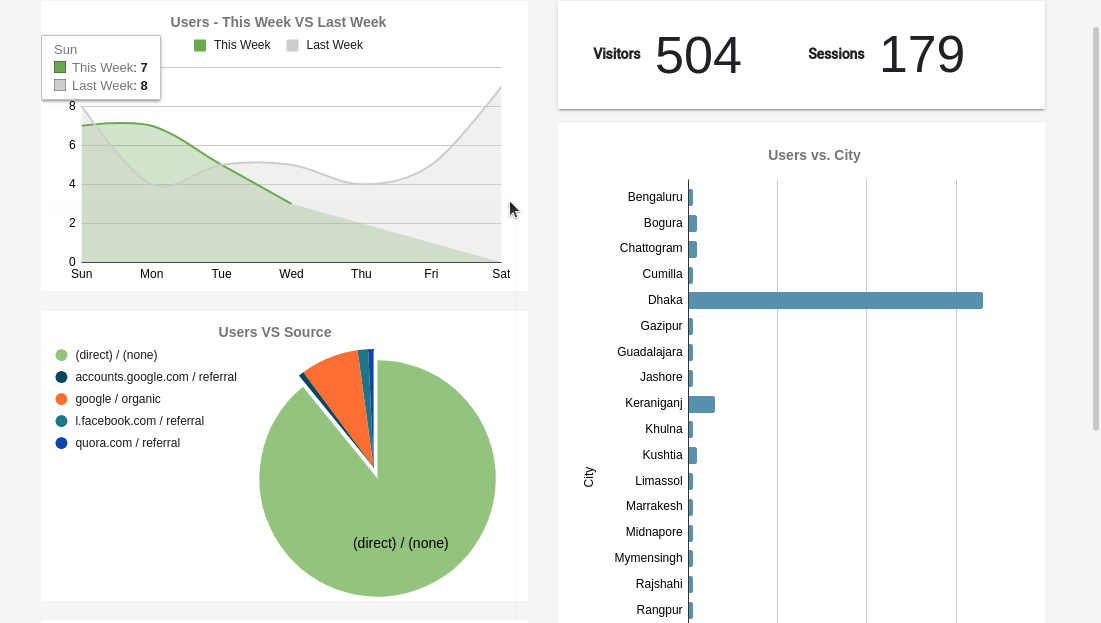 Users - This Week VS Last Week
This Week Last Week
Sun
This Week: 7
Last Week: 8
8
6
4
2
0
Sun Mon Tue Wed Thu Fri Sat
Users VS Source
(direct) / (none)
accounts.google.com / referral
google / organic
l.facebook.com / referral
quora.com / referral
(direct) / (none)
Visitors 504 Sessions 179
Users vs. City
City
Bengaluru
Bogura
Chattogram
Cumilla
Dhaka
Gazipur
Guadalajara
Jashore
Keraniganj
Khulna
Kushtia
Limassol
Marrakesh
Midnapore
Mymensingh
Rajshahi
Rangpur